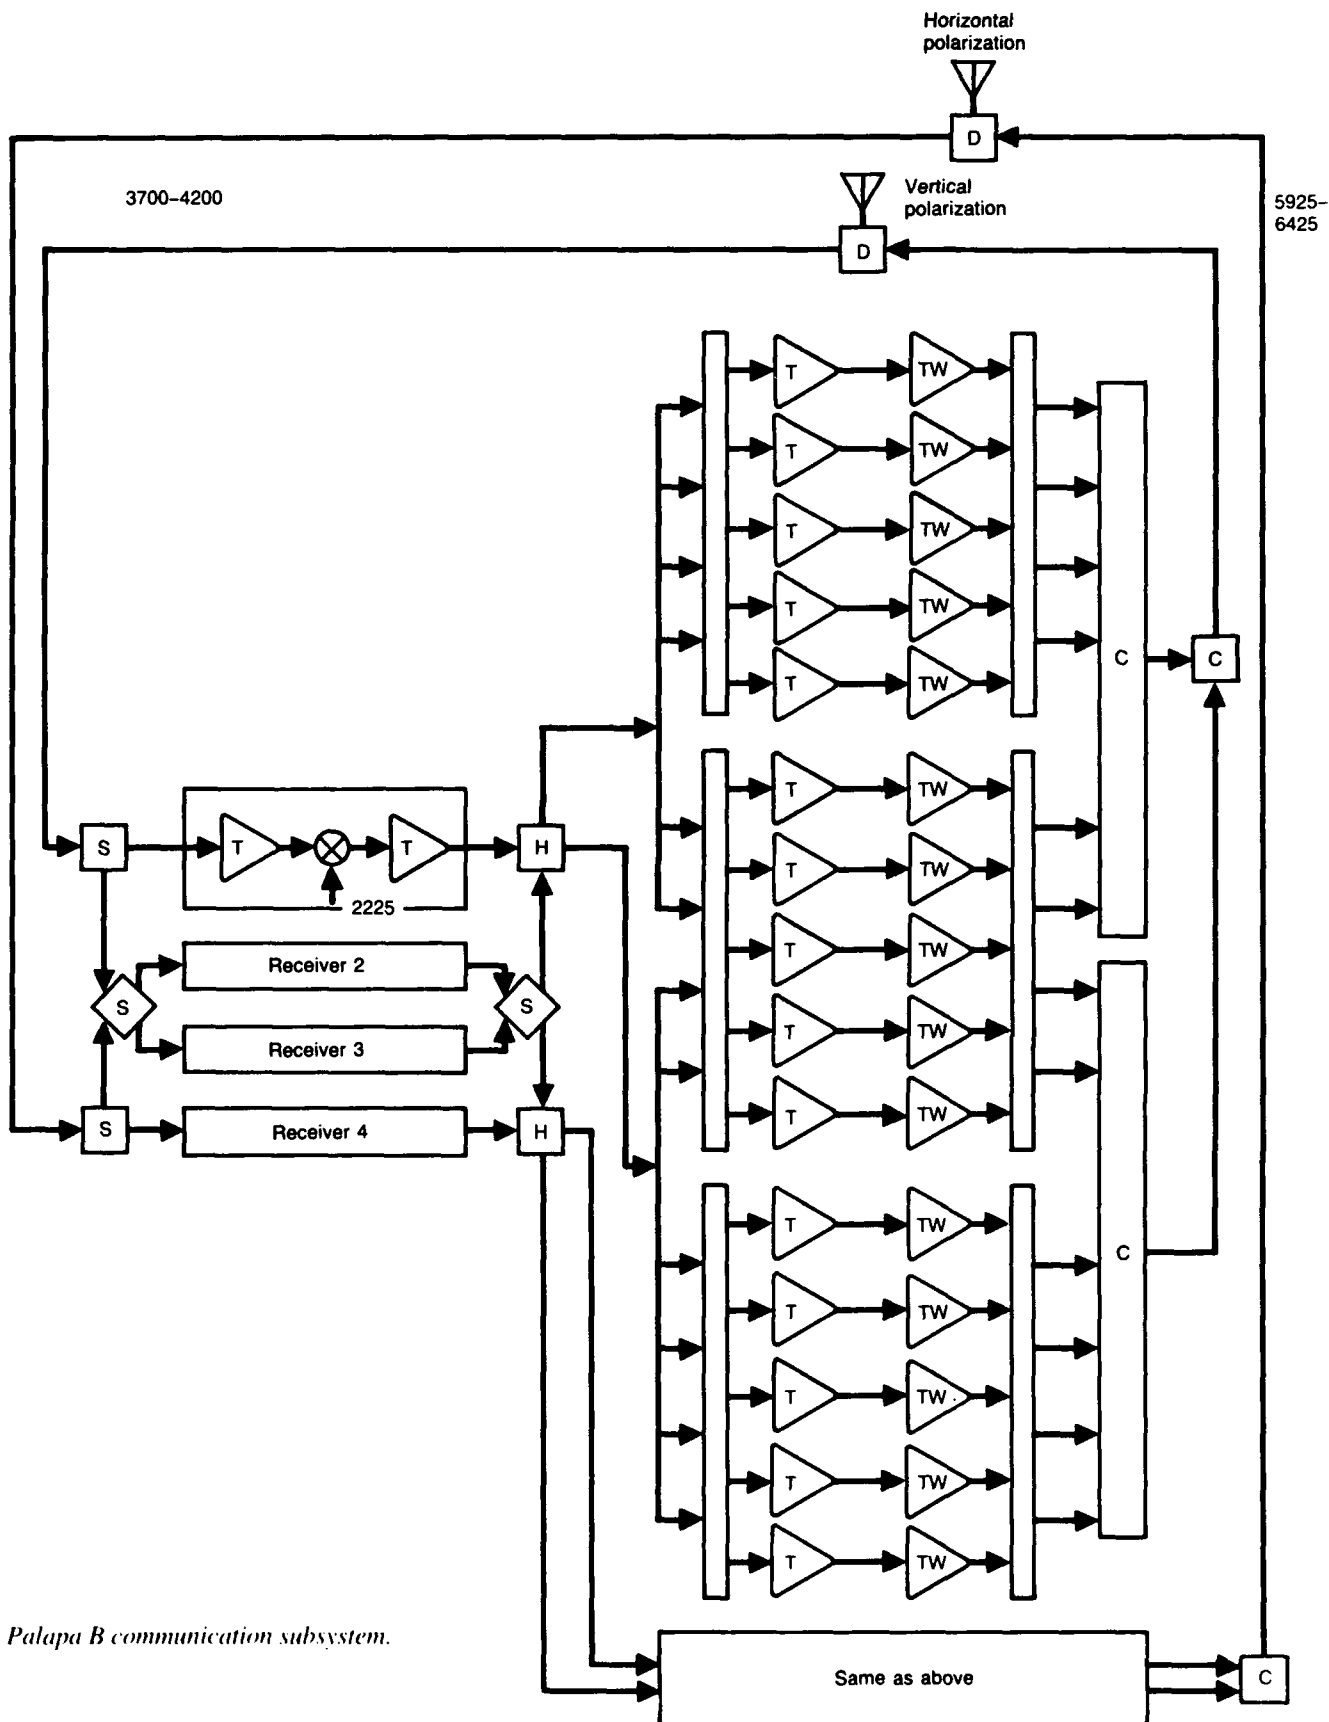 Horizontal
polarization
D
3700–4200
Vertical
polarization
5925–
6425
D
T
TW
T
TW
T
TW
T
TW
T
TW
C
C
T
TW
T
TW
T
TW
T
TW
T
TW
S
T
T
H
2225
Receiver 2
S
S
Receiver 3
S
Receiver 4
H
T
TW
T
TW
T
TW
T
TW
T
TW
C
Palapa B communication subsystem.
Same as above
C